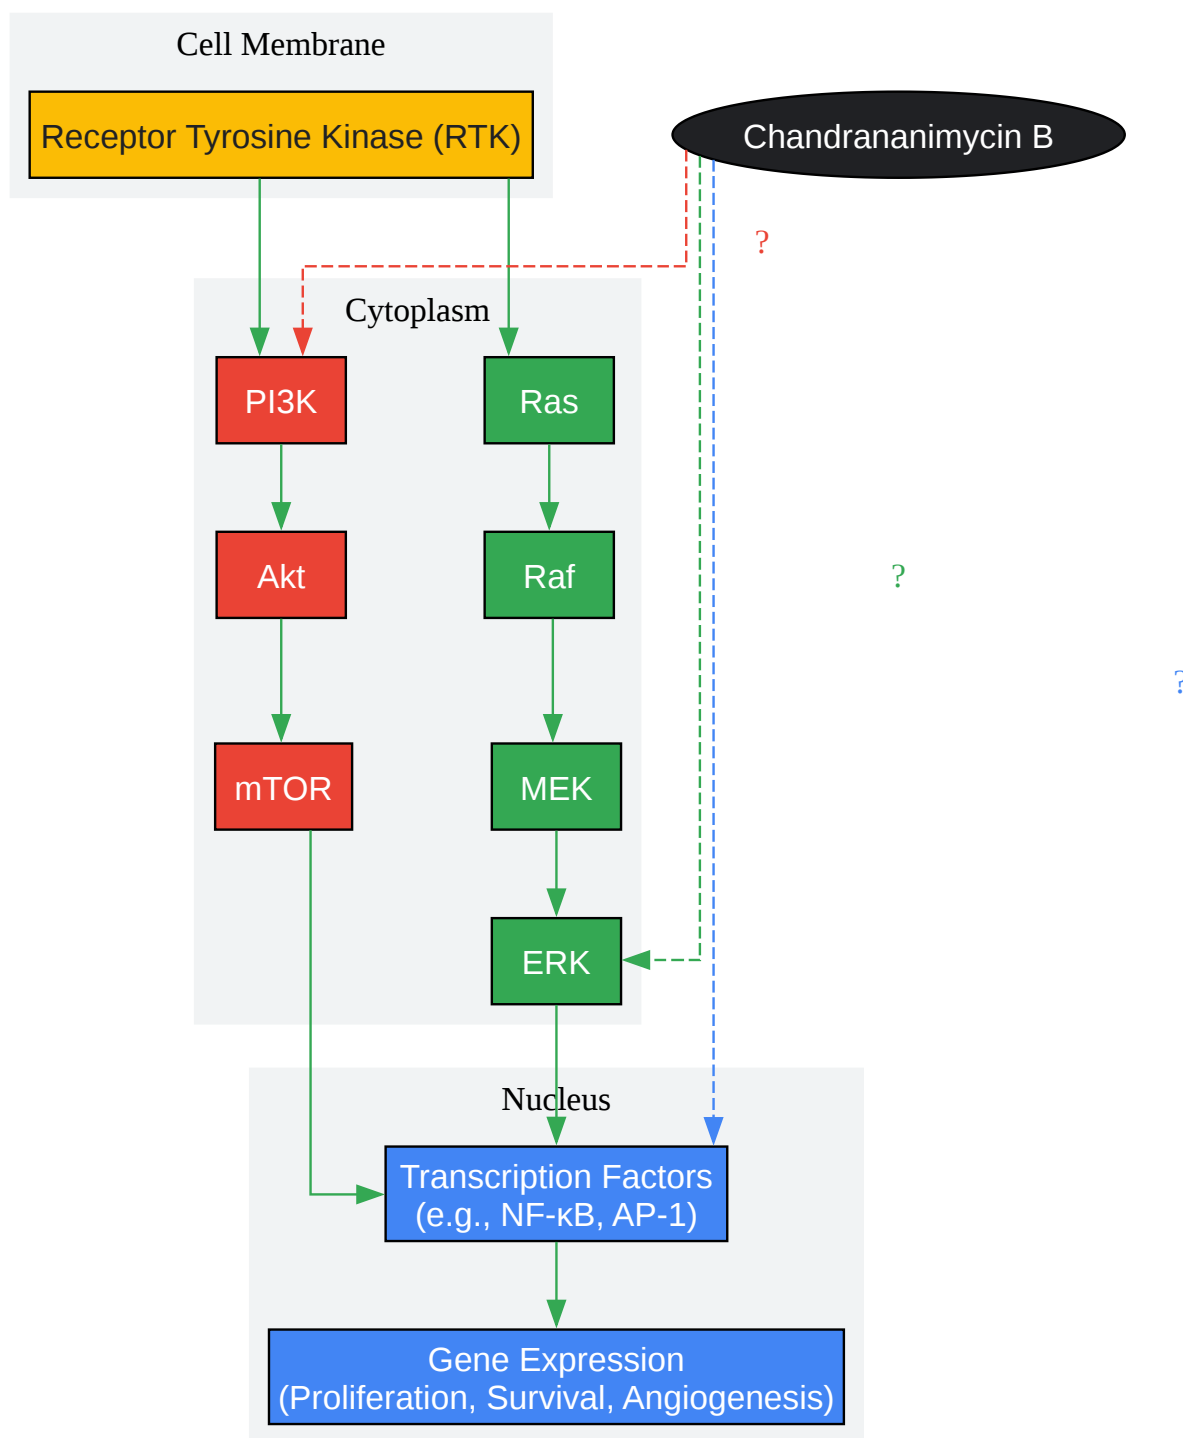 Cell Membrane
Receptor Tyrosine Kinase (RTK)
Chandrananimycin B
?
Cytoplasm
PI3K
Ras
Akt
Raf
?
?
mTOR
MEK
ERK
Nucleus
Transcription Factors
(e.g., NF-κB, AP-1)
Gene Expression
(Proliferation, Survival, Angiogenesis)